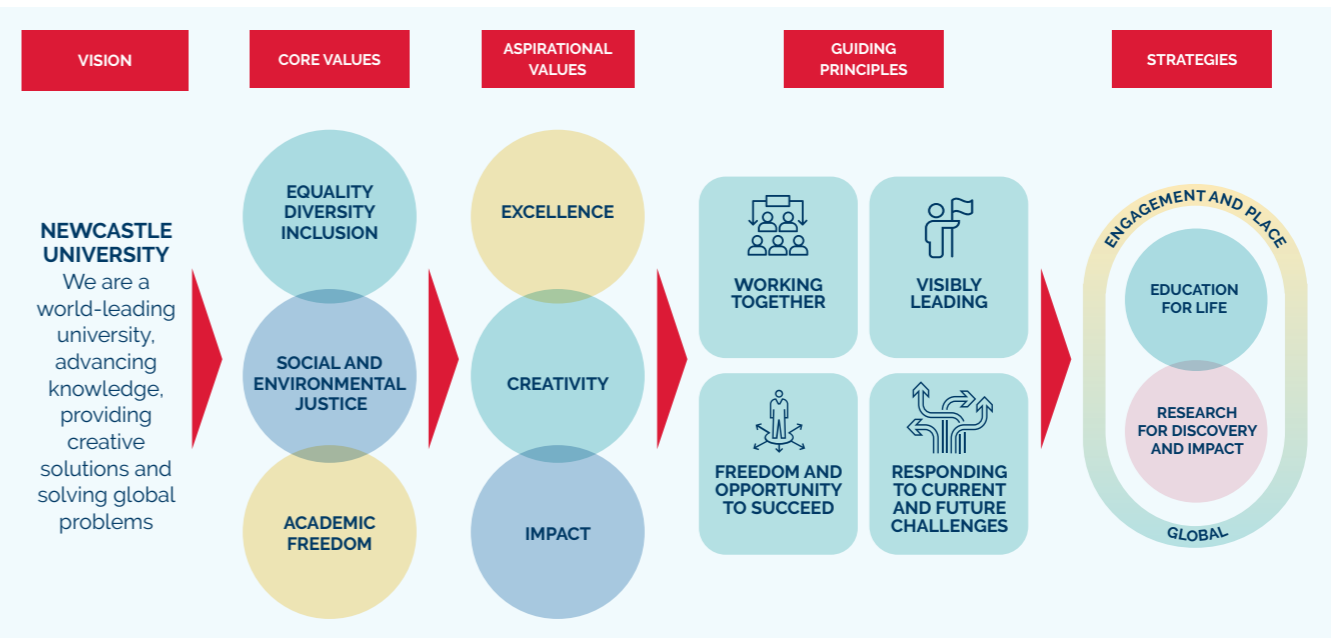 VISION
CORE VALUES
ASPIRATIONAL
VALUES
GUIDING
PRINCIPLES
STRATEGIES
NEWCASTLE
UNIVERSITY
We are a
world-leading
university,
advancing
knowledge,
providing
creative
solutions and
solving global
problems
EQUALITY
DIVERSITY
INCLUSION
SOCIAL AND
ENVIRONMENTAL
JUSTICE
ACADEMIC
FREEDOM
EXCELLENCE
CREATIVITY
IMPACT
WORKING
TOGETHER
VISIBLY
LEADING
FREEDOM AND
OPPORTUNITY
TO SUCCEED
RESPONDING
TO CURRENT
AND FUTURE
CHALLENGES
ENGAGEMENT AND PLACE
EDUCATION
FOR LIFE
RESEARCH
FOR DISCOVERY
AND IMPACT
GLOBAL